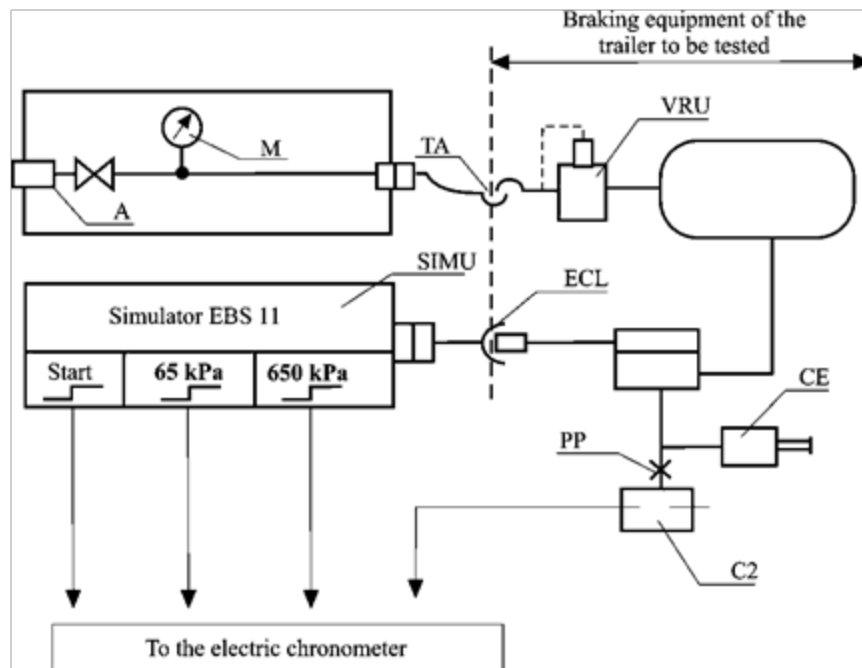 Braking equipment of the
trailer to be tested
VRU
M
TA
A
SIMU
ECL
Simulator EBS 11
Start
65 kPa
650 kPa
CE
PP
C2
To the electric chronometer